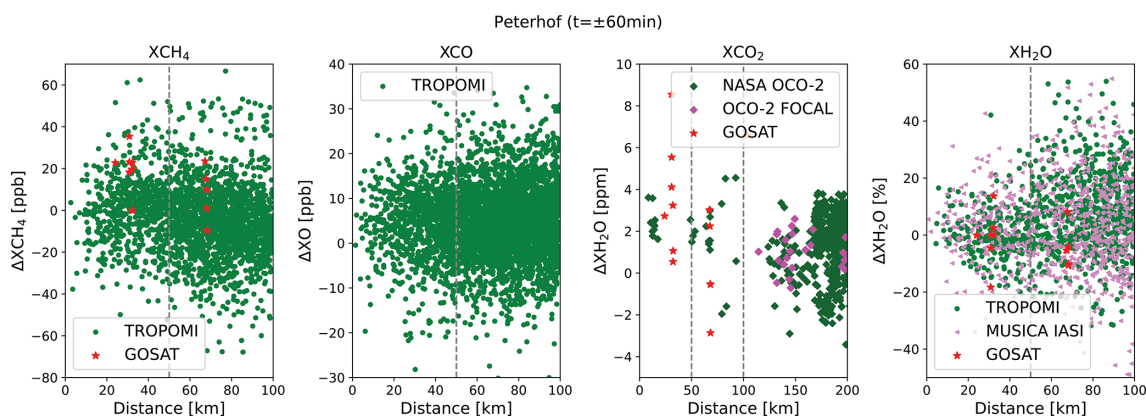 Peterhof (t=±60min)
XCH₄
ΔXCH₄ [ppb]
60
40
20
0
−20
−40
−60
−80
TROPOMI
GOSAT
0 20 40 60 80 100
Distance [km]
XCO
ΔXO [ppb]
40
30
20
10
0
−10
−20
−30
TROPOMI
0 20 40 60 80 100
Distance [km]
XCO₂
ΔXH₂O [ppm]
10
8
6
4
2
0
−2
−4
NASA OCO-2
OCO-2 FOCAL
GOSAT
0 50 100 150 200
Distance [km]
XH₂O
ΔXH₂O [%]
60
40
20
0
−20
−40
TROPOMI
MUSICA IASI
GOSAT
0 20 40 60 80 100
Distance [km]